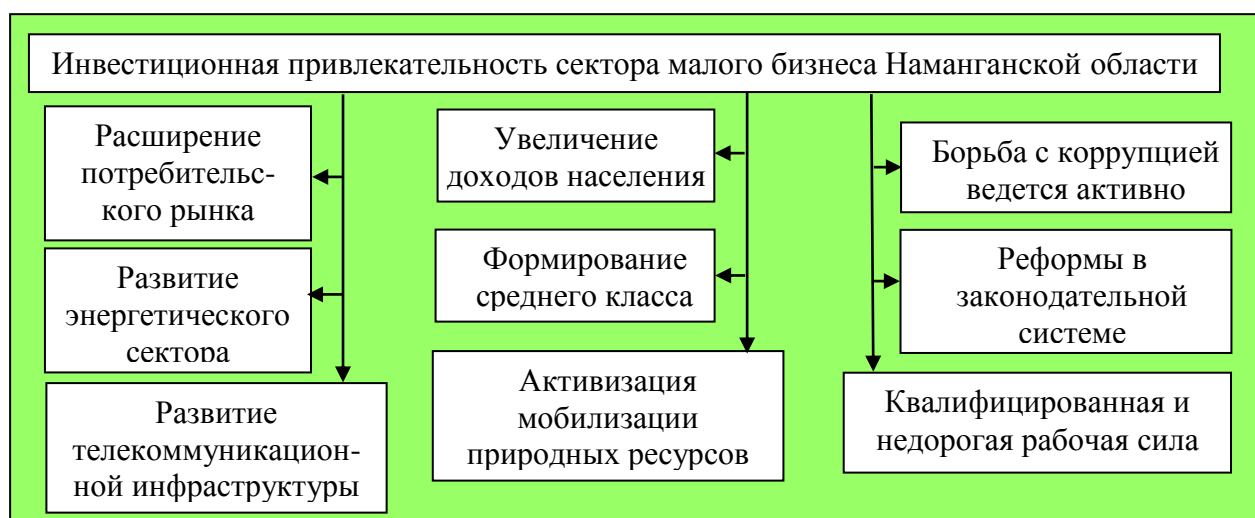 Инвестиционная привлекательность сектора малого бизнеса Наманганской области
Расширение
потребительс-
кого рынка
Развитие
энергетического
сектора
Развитие
телекоммуникацион-
ной инфраструктуры
Увеличение
доходов населения
Формирование
среднего класса
Активизация
мобилизации
природных ресурсов
Борьба с коррупцией
ведется активно
Реформы в
законодательной
системе
Квалифицированная и
недорогая рабочая сила